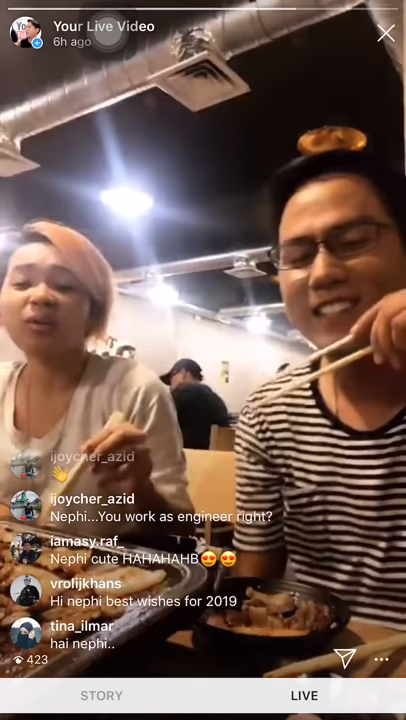 Your Live Video
6h ago
ijoycher_azid
👋
ijoycher_azid
Nephi...You work as engineer right?
iamasy.raf_
Nephi cute HAHAHAHB😍😍
vrolijkhans
Hi nephi best wishes for 2019
tina_ilmar
hai nephi..
423
STORY
LIVE